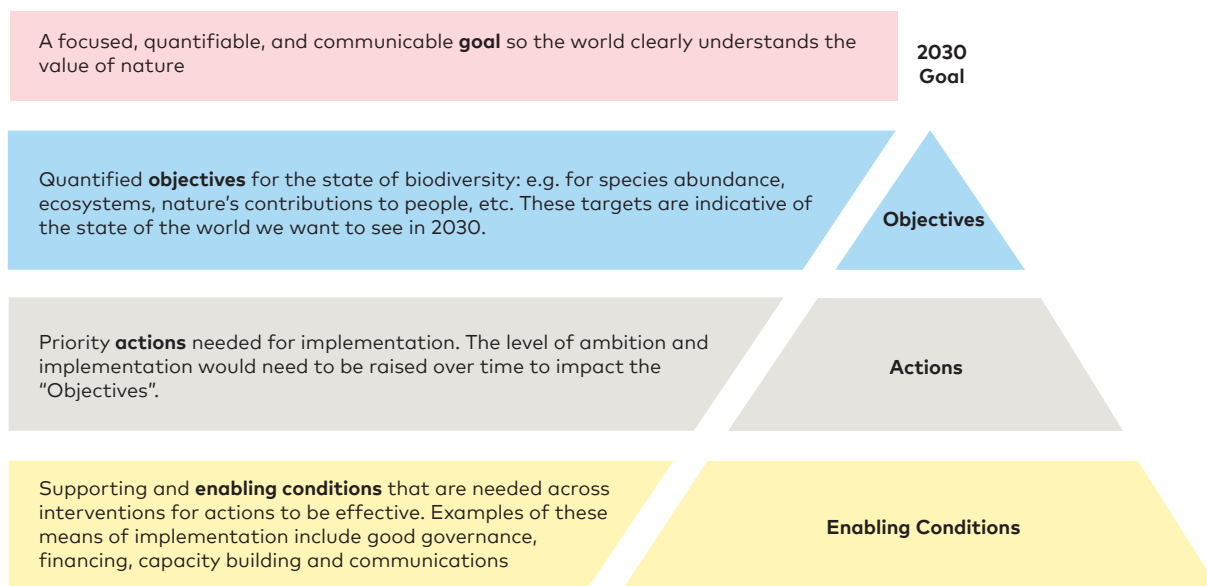 A focused, quantifiable, and communicable goal so the world clearly understands the
value of nature
2030
Goal
Quantified objectives for the state of biodiversity: e.g. for species abundance,
ecosystems, nature's contributions to people, etc. These targets are indicative of
the state of the world we want to see in 2030.
Objectives
Priority actions needed for implementation. The level of ambition and
implementation would need to be raised over time to impact the
“Objectives”.
Actions
Supporting and enabling conditions that are needed across
interventions for actions to be effective. Examples of these
means of implementation include good governance,
financing, capacity building and communications
Enabling Conditions